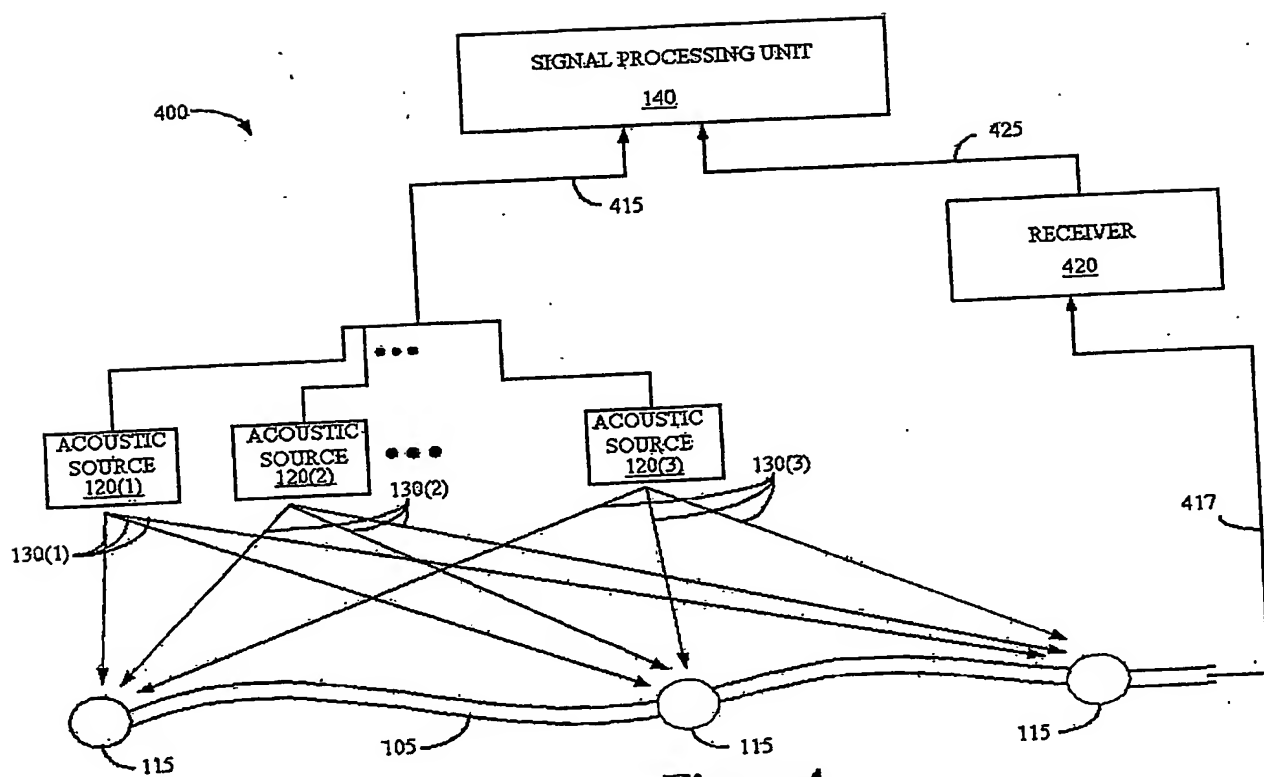 SIGNAL PROCESSING UNIT
140
400
425
415
RECEIVER
420
ACOUSTIC
SOURCE
120(1)
ACOUSTIC
SOURCE
120(2)
ACOUSTIC
SOURCE
120(3)
130(1)
130(2)
130(3)
417
115
105
115
115